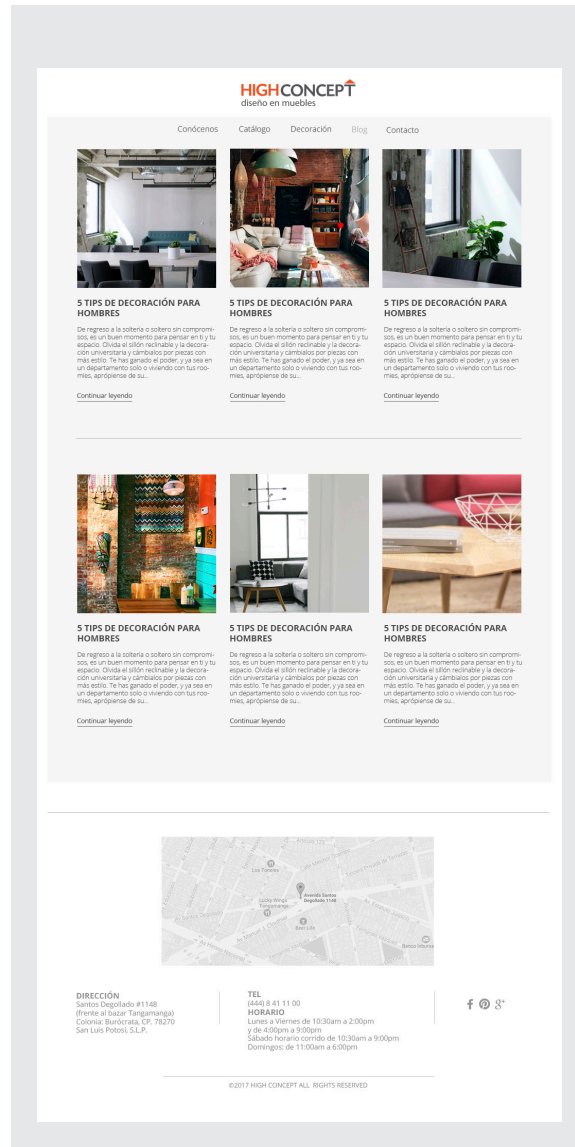 HIGHCONCEPT
diseño en muebles
Conócenos Catálogo Decoración Blog Contacto
5 TIPS DE DECORACIÓN PARA
HOMBRES
De regreso a la soltería o soltero sin compromi-
sos, es un buen momento para pensar en ti y tu
espacio. Olvida el sillón reclinable y la decora-
ción universitaria y cámbialos por piezas con
más estilo. Te has ganado el poder, y ya sea en
un departamento solo o viviendo con tus roo-
mies, aprópiense de su...
Continuar leyendo
5 TIPS DE DECORACIÓN PARA
HOMBRES
De regreso a la soltería o soltero sin compromi-
sos, es un buen momento para pensar en ti y tu
espacio. Olvida el sillón reclinable y la decora-
ción universitaria y cámbialos por piezas con
más estilo. Te has ganado el poder, y ya sea en
un departamento solo o viviendo con tus roo-
mies, aprópiense de su...
Continuar leyendo
5 TIPS DE DECORACIÓN PARA
HOMBRES
De regreso a la soltería o soltero sin compromi-
sos, es un buen momento para pensar en ti y tu
espacio. Olvida el sillón reclinable y la decora-
ción universitaria y cámbialos por piezas con
más estilo. Te has ganado el poder, y ya sea en
un departamento solo o viviendo con tus roo-
mies, aprópiense de su...
Continuar leyendo
5 TIPS DE DECORACIÓN PARA
HOMBRES
De regreso a la soltería o soltero sin compromi-
sos, es un buen momento para pensar en ti y tu
espacio. Olvida el sillón reclinable y la decora-
ción universitaria y cámbialos por piezas con
más estilo. Te has ganado el poder, y ya sea en
un departamento solo o viviendo con tus roo-
mies, aprópiense de su...
Continuar leyendo
5 TIPS DE DECORACIÓN PARA
HOMBRES
De regreso a la soltería o soltero sin compromi-
sos, es un buen momento para pensar en ti y tu
espacio. Olvida el sillón reclinable y la decora-
ción universitaria y cámbialos por piezas con
más estilo. Te has ganado el poder, y ya sea en
un departamento solo o viviendo con tus roo-
mies, aprópiense de su...
Continuar leyendo
5 TIPS DE DECORACIÓN PARA
HOMBRES
De regreso a la soltería o soltero sin compromi-
sos, es un buen momento para pensar en ti y tu
espacio. Olvida el sillón reclinable y la decora-
ción universitaria y cámbialos por piezas con
más estilo. Te has ganado el poder, y ya sea en
un departamento solo o viviendo con tus roo-
mies, aprópiense de su...
Continuar leyendo
Los Toneles
Avenida Santos
Degollado 1148
Lucky Wings
Tangamanga
Beer Life
DIRECCIÓN
Santos Degollado #1148
(frente al bazar Tangamanga)
Colonia: Burócrata, CP. 78270
San Luis Potosí, S.L.P.
TEL
(444) 8 41 11 00
HORARIO
Lunes a Viernes de 10:30am a 2:00pm
y de 4:00pm a 9:00pm
Sábado horario corrido de 10:30am a 9:00pm
Domingos: de 11:00am a 6:00pm
©2017 HIGH CONCEPT ALL RIGHTS RESERVED